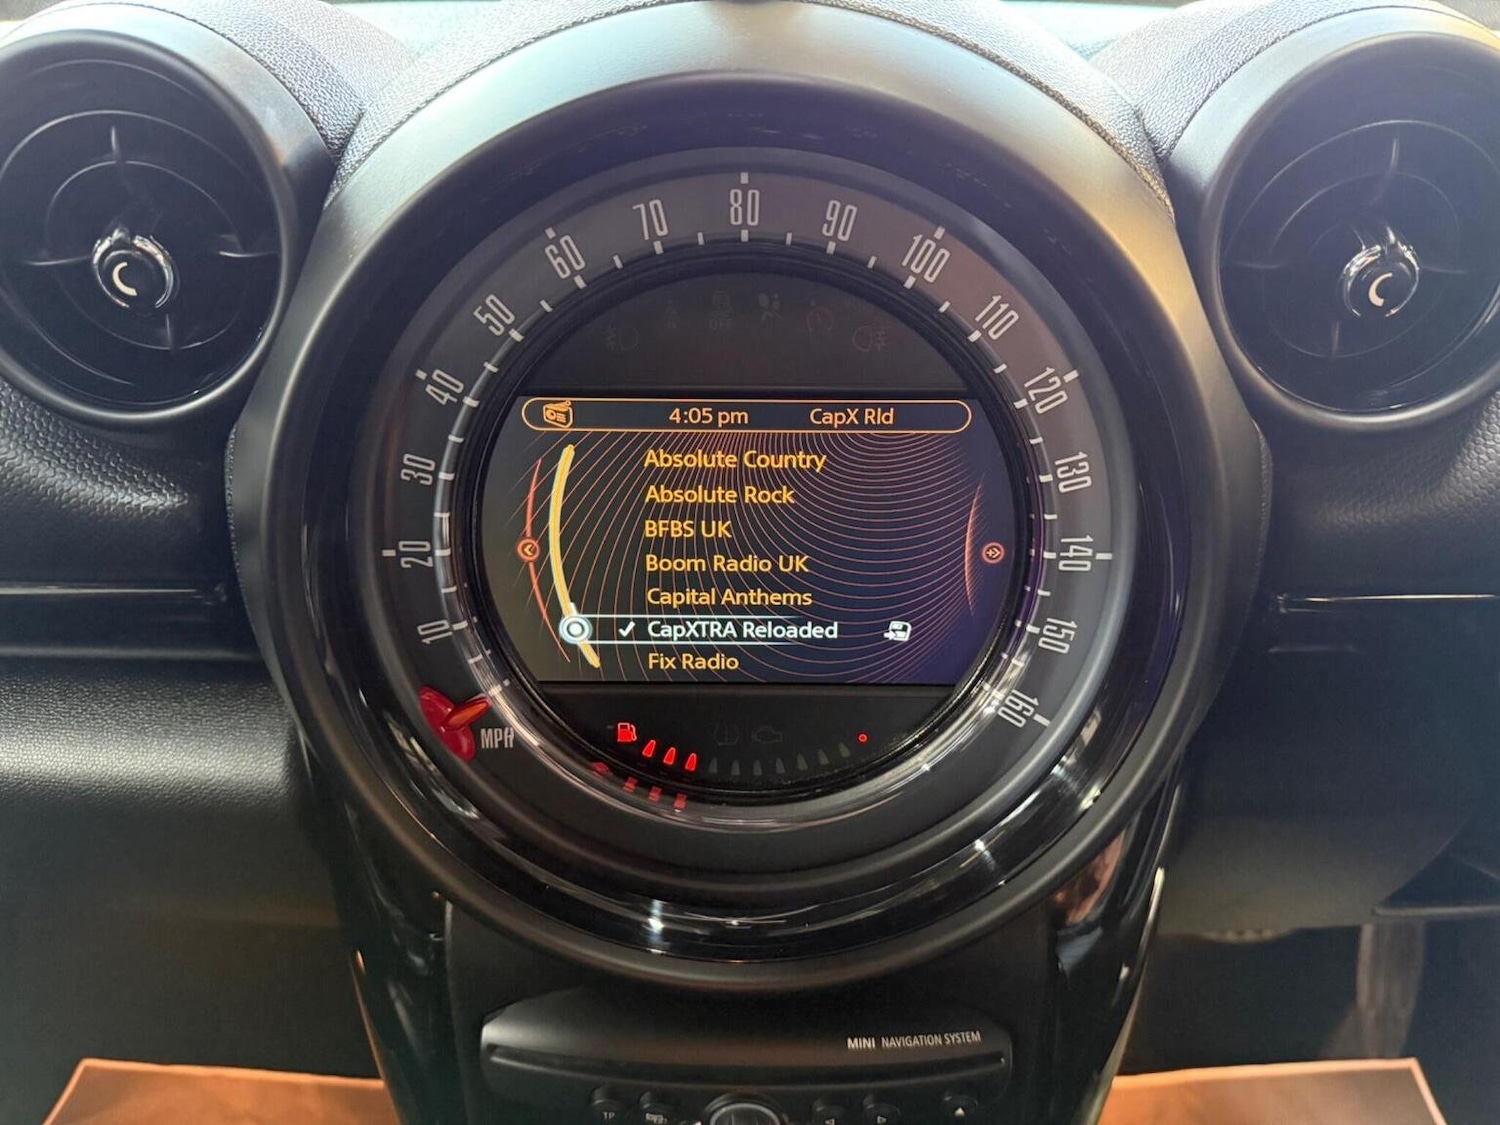 10
20
30
40
50
60
70
80
90
100
110
120
130
140
150
160
MPH
OFF
4:05 pm CapX Rld
Absolute Country
Absolute Rock
BFBS UK
Boom Radio UK
Capital Anthems
CapXTRA Reloaded
Fix Radio
MINI NAVIGATION SYSTEM
TP